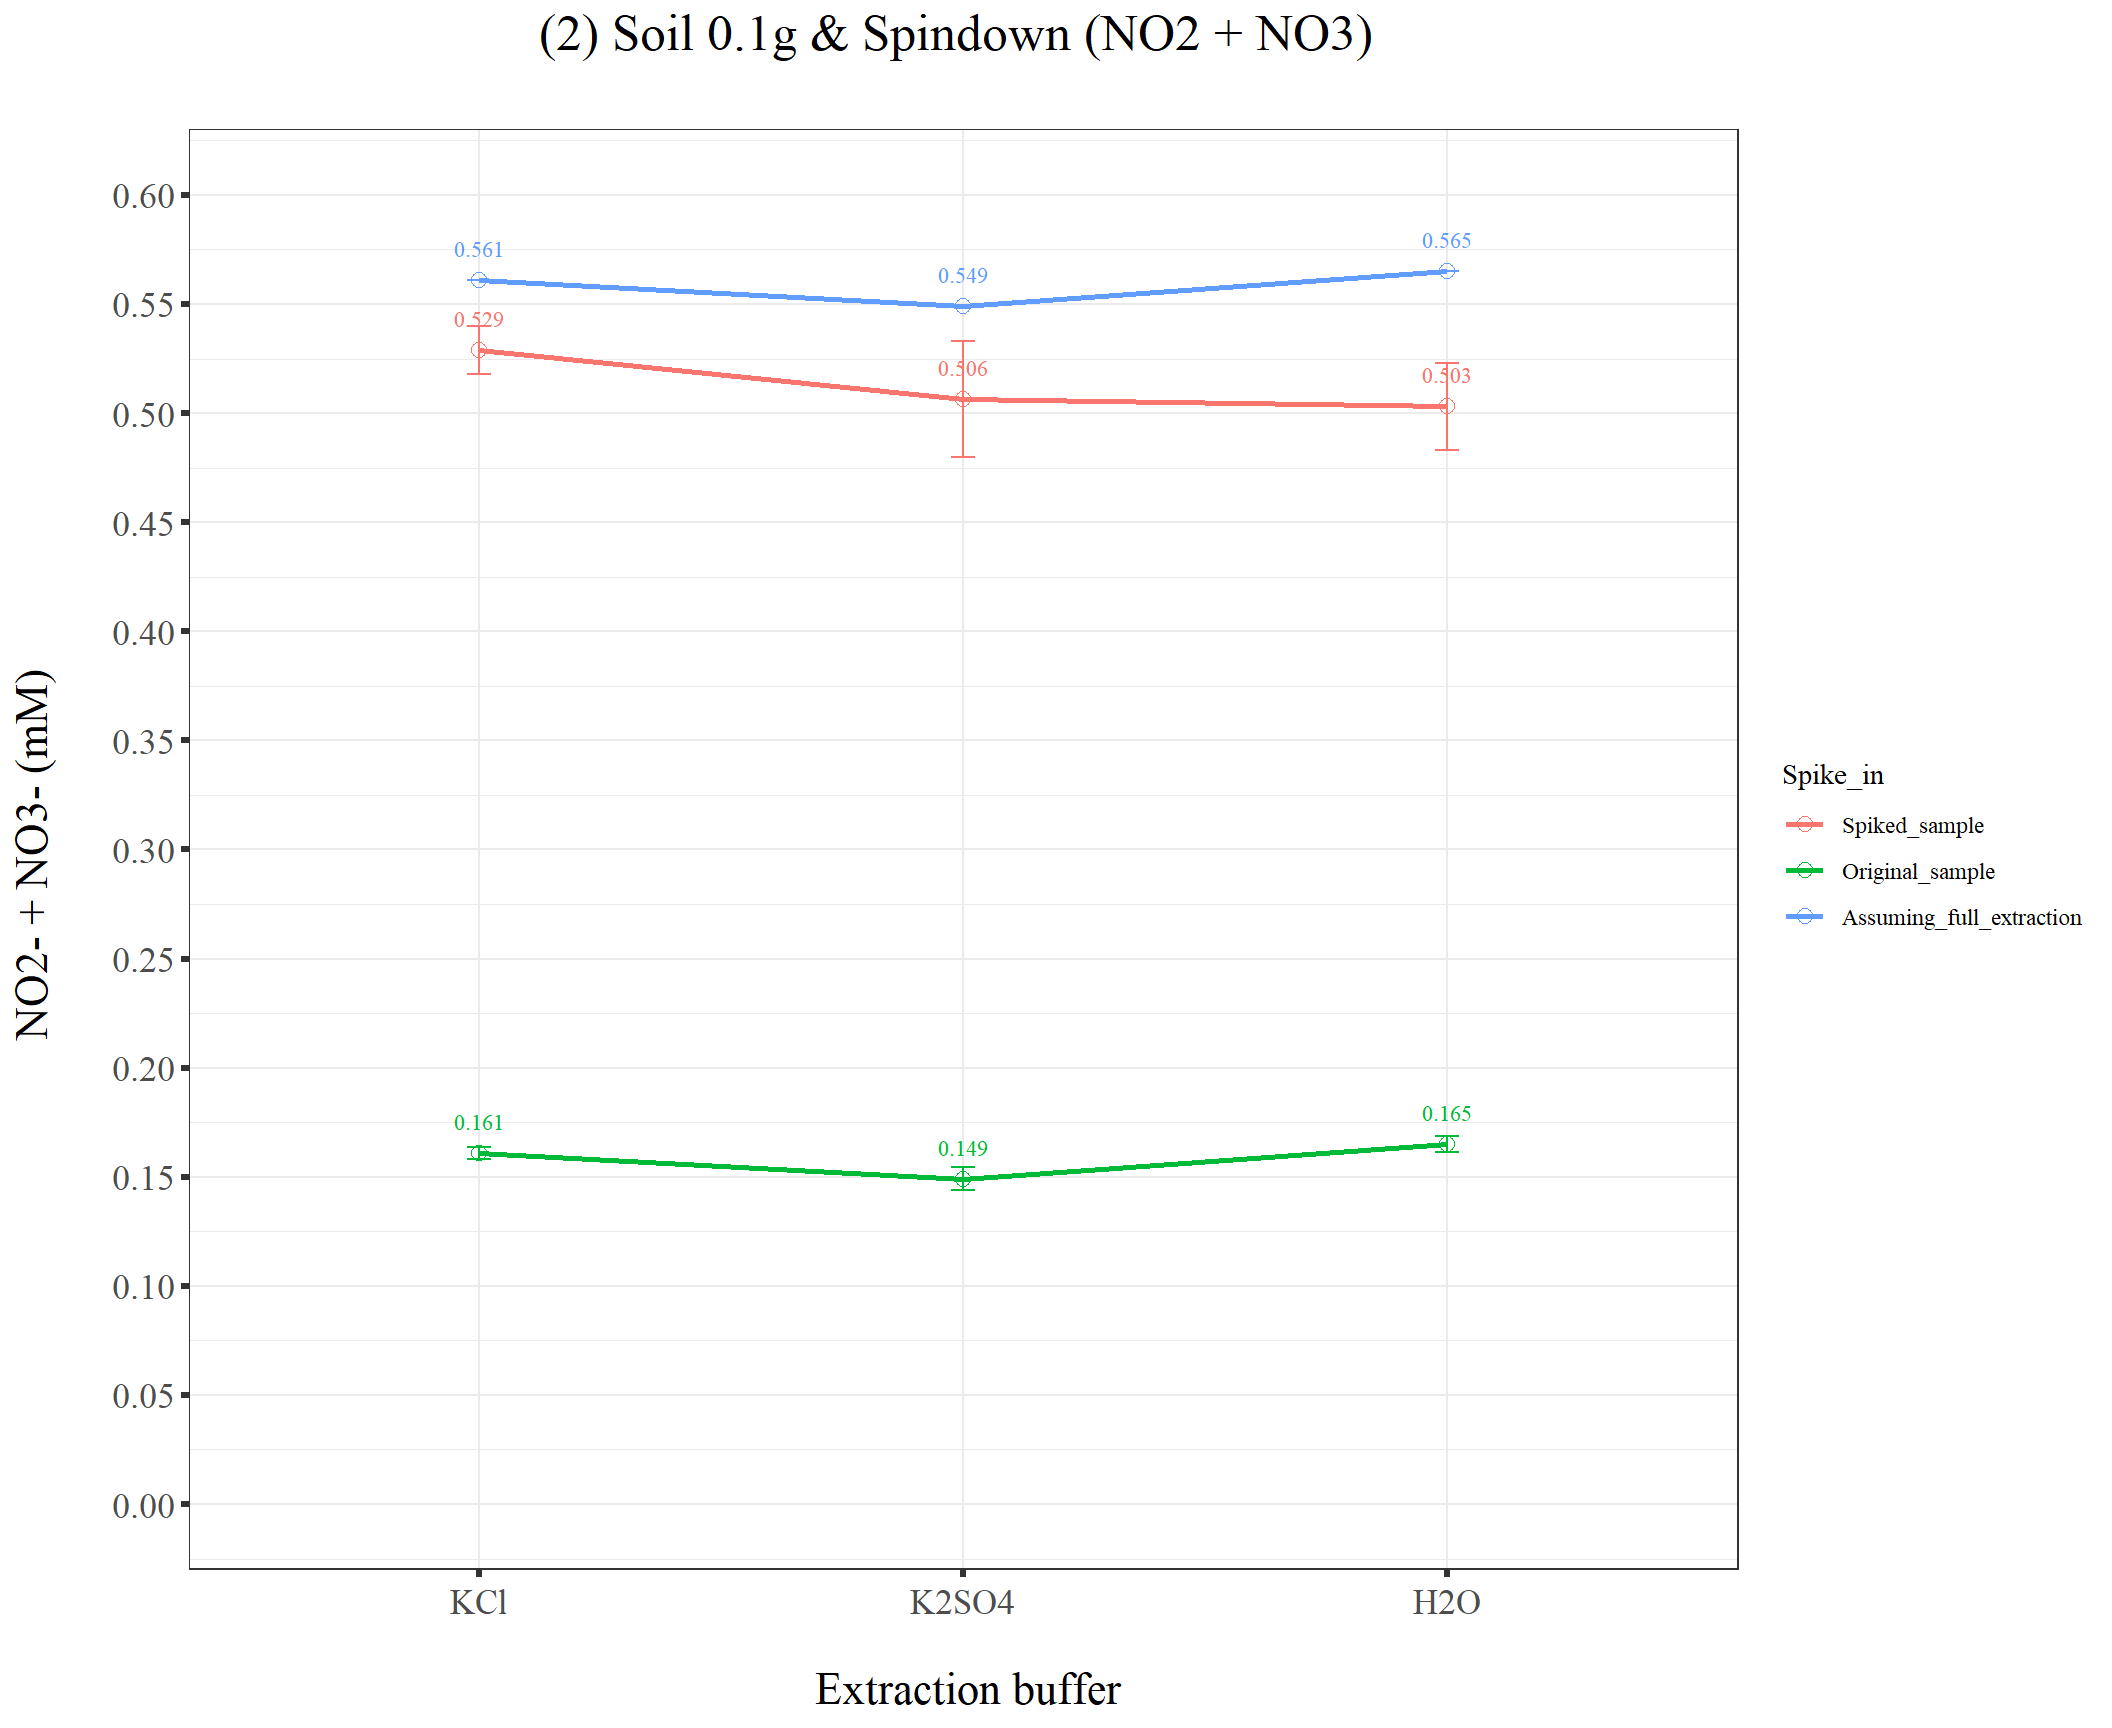 (2) Soil 0.1g & Spindown (NO2 + NO3)
NO2- + NO3- (mM)
0.60
0.55
0.50
0.45
0.40
0.35
0.30
0.25
0.20
0.15
0.10
0.05
0.00
0.561
0.549
0.565
0.529
0.506
0.503
0.161
0.149
0.165
KCl
K2SO4
H2O
Extraction buffer
Spike_in
Spiked_sample
Original_sample
Assuming_full_extraction